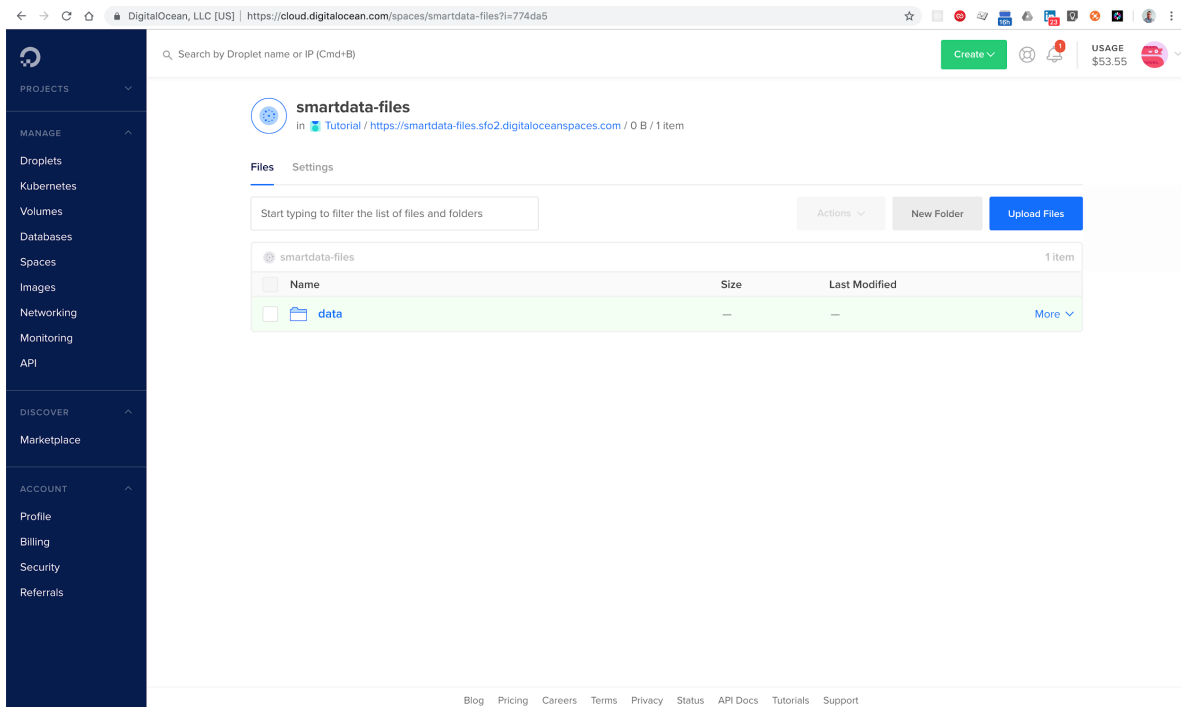 DigitalOcean, LLC [US] | https://cloud.digitalocean.com/spaces/smartdata-files?i=774da5
16h
23
PROJECTS
MANAGE
Droplets
Kubernetes
Volumes
Databases
Spaces
Images
Networking
Monitoring
API
DISCOVER
Marketplace
ACCOUNT
Profile
Billing
Security
Referrals
Search by Droplet name or IP (Cmd+B)
Create
1
USAGE
$53.55
smartdata-files
in Tutorial / https://smartdata-files.sfo2.digitaloceanspaces.com / 0 B / 1 item
Files Settings
Start typing to filter the list of files and folders
Actions
New Folder
Upload Files
smartdata-files 1 item
Name Size Last Modified
data — — More
Blog Pricing Careers Terms Privacy Status API Docs Tutorials Support